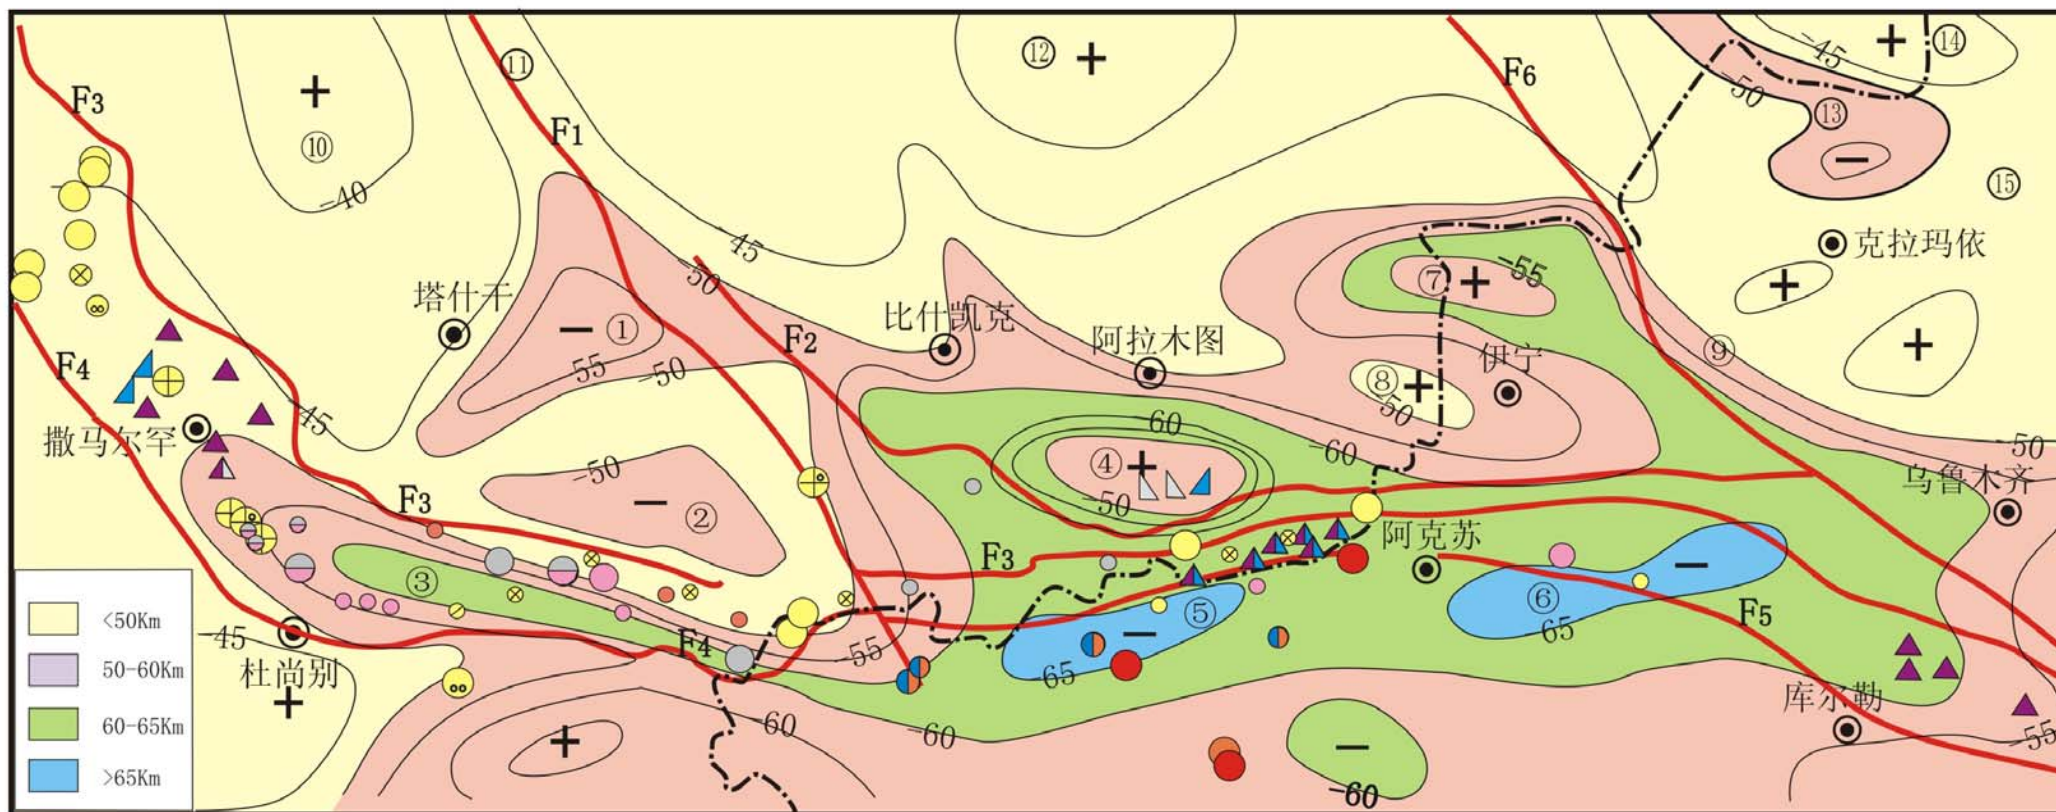 ⑪
⑫
⑭
-45
F3
F6
-50
⑬
F1
⑩
⑮
-40
-45
克拉玛依
⑦
-55
50
塔什干
比什凯克
①
F2
阿拉木图
⑨
伊宁
F4
55
-50
⑧
50
-45
-60
撒马尔罕
-60
-50
-50
④
乌鲁木齐
F3
-50
②
阿克苏
F3
③
⑤
⑥
F5
-45
65
F4
-55
杜尚别
65
库尔勒
-60
-60
-55
-60
<50Km
50-60Km
60-65Km
>65Km